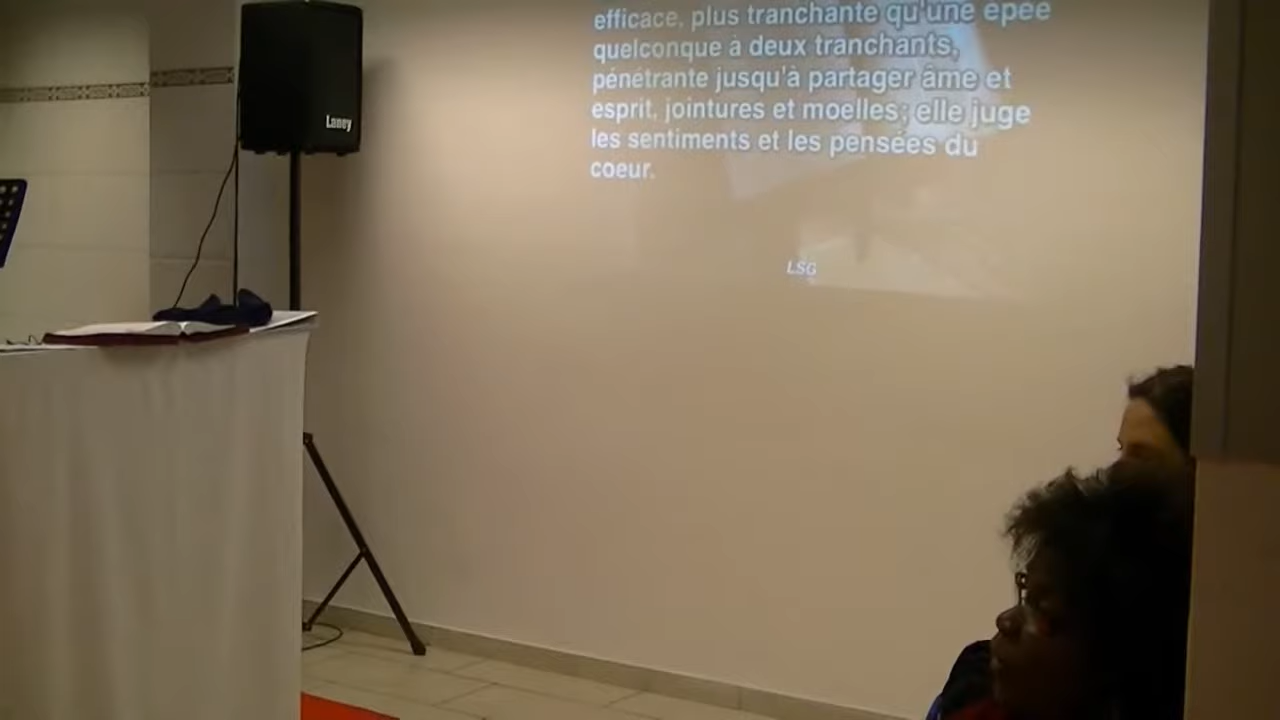 Laney
efficace, plus tranchante qu'une épée
quelconque à deux tranchants,
pénétrante jusqu'à partager âme et
esprit, jointures et moelles; elle juge
les sentiments et les pensées du
coeur.
LSG